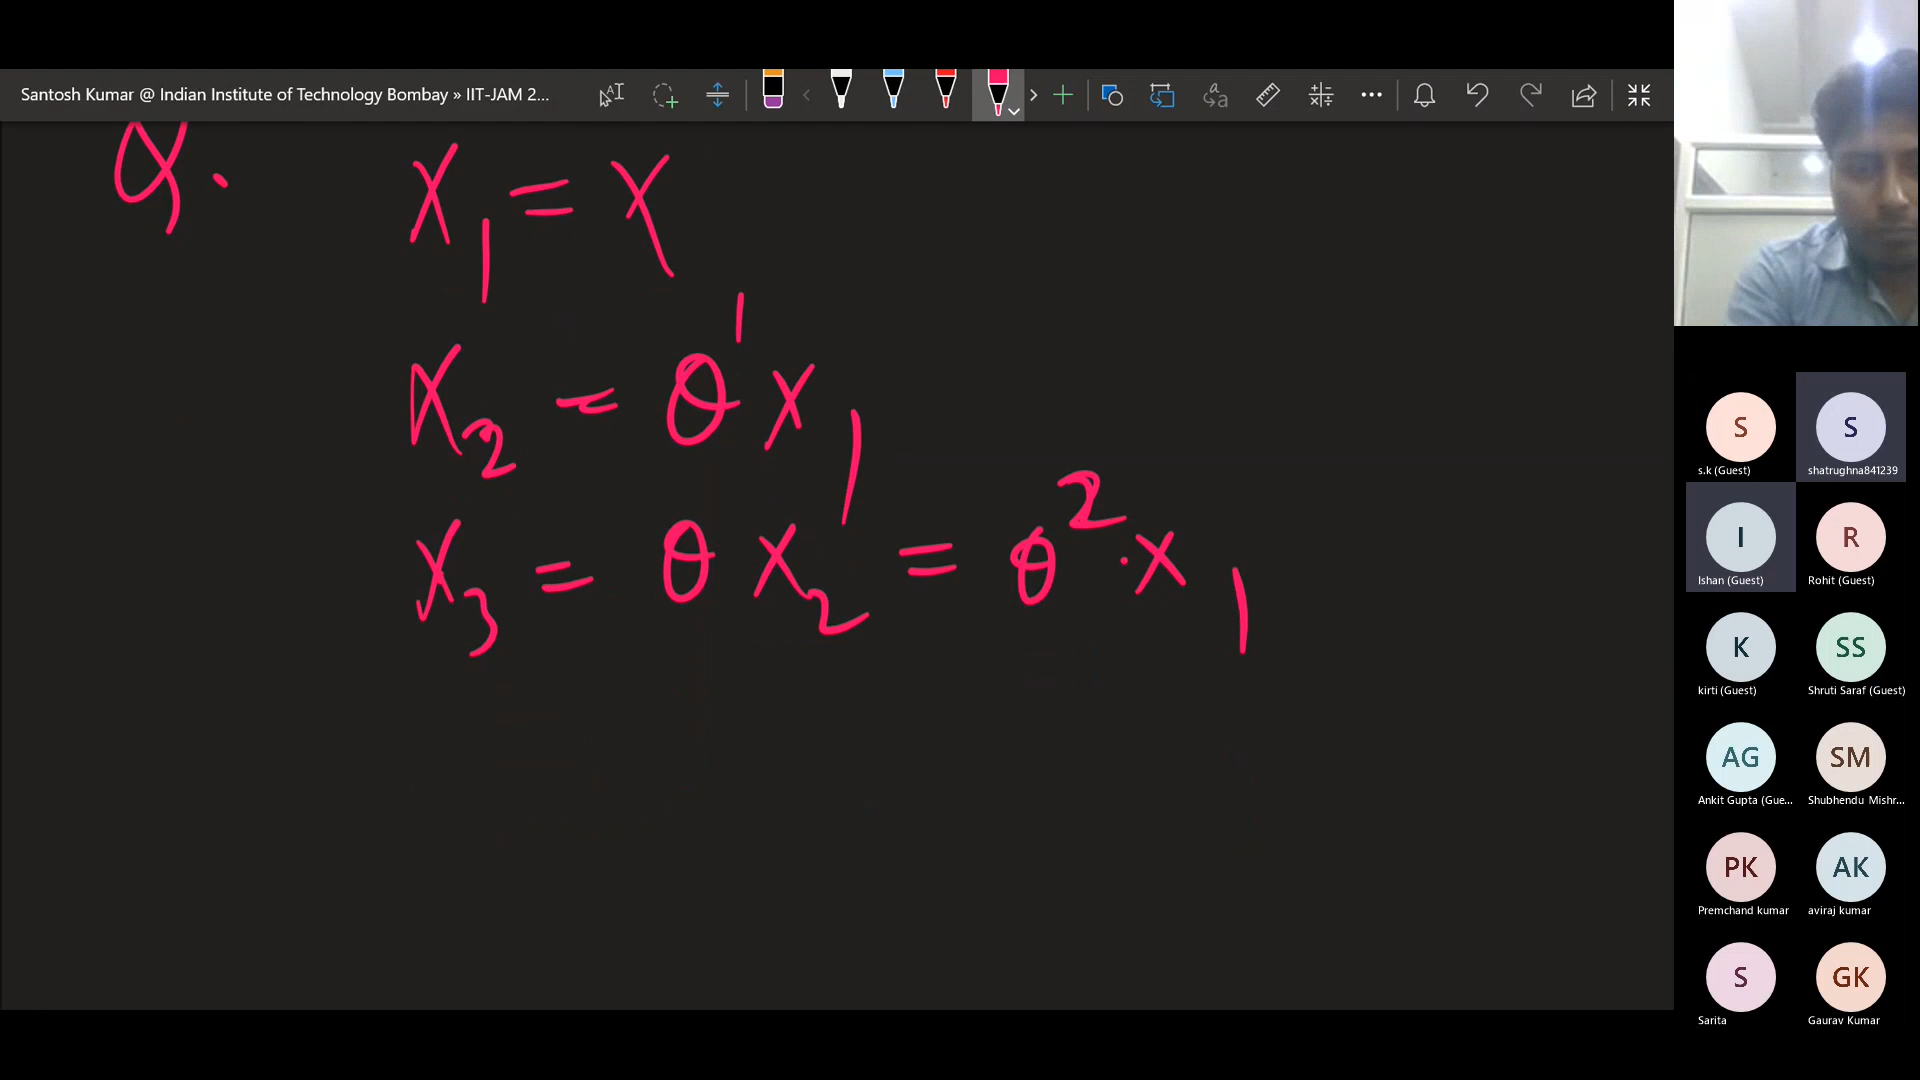 Santosh Kumar @ Indian Institute of Technology Bombay » IIT-JAM 2...
Q. X₁ = X
X₂ = θ¹ X₁
X₃ = θ X₂ = θ² · X₁
S
s.k (Guest)
S
shatrughna841239
I
Ishan (Guest)
R
Rohit (Guest)
K
kirti (Guest)
SS
Shruti Saraf (Guest)
AG
Ankit Gupta (Gue...
SM
Shubhendu Mishr...
PK
Premchand kumar
AK
aviraj kumar
S
Sarita
GK
Gaurav Kumar